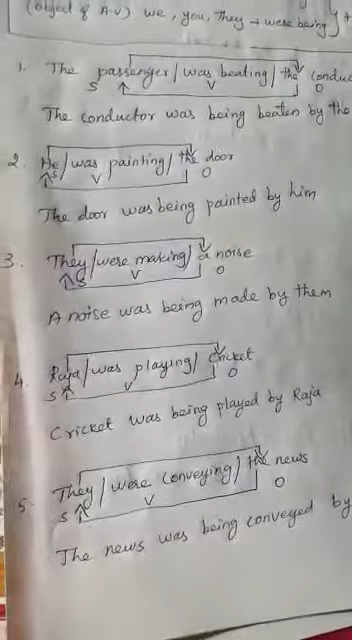 (object of A.V) we, you, they → were being }
1. The passenger / was beating / the conduc
S V O
The conductor was being beaten by the
2. He / was painting / the door
S V O
The door was being painted by him
3. They / were making / a noise
S V O
A noise was being made by them
4. Raja / was playing / Cricket
S V O
Cricket was being played by Raja
5. They / were conveying / the news
S V O
The news was being conveyed by